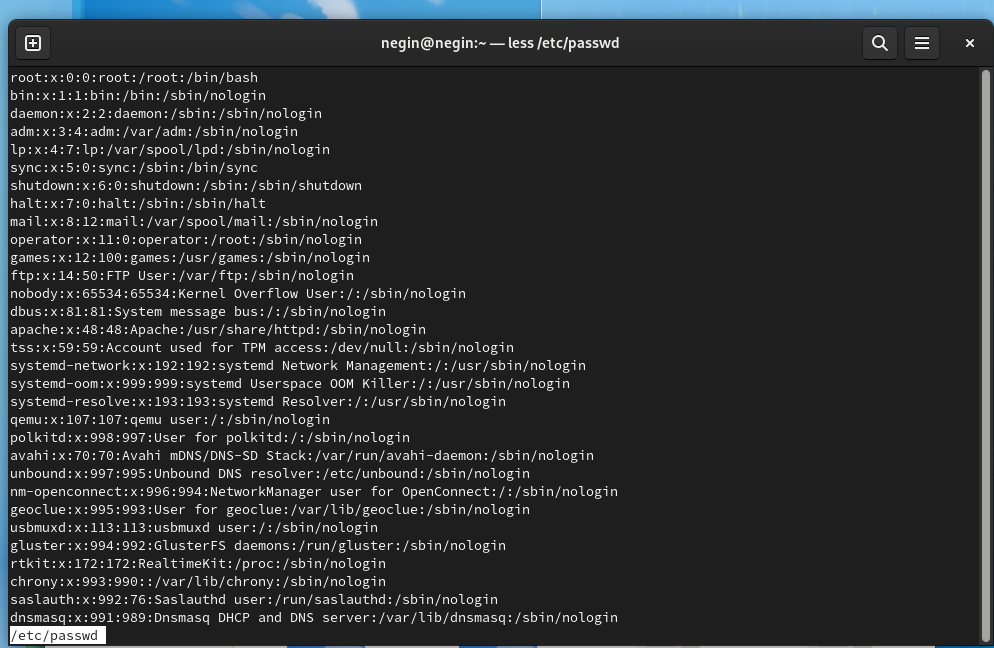 negin@negin:~ — less /etc/passwd
root:x:0:0:root:/root:/bin/bash
bin:x:1:1:bin:/bin:/sbin/nologin
daemon:x:2:2:daemon:/sbin:/sbin/nologin
adm:x:3:4:adm:/var/adm:/sbin/nologin
lp:x:4:7:lp:/var/spool/lpd:/sbin/nologin
sync:x:5:0:sync:/sbin:/bin/sync
shutdown:x:6:0:shutdown:/sbin:/sbin/shutdown
halt:x:7:0:halt:/sbin:/sbin/halt
mail:x:8:12:mail:/var/spool/mail:/sbin/nologin
operator:x:11:0:operator:/root:/sbin/nologin
games:x:12:100:games:/usr/games:/sbin/nologin
ftp:x:14:50:FTP User:/var/ftp:/sbin/nologin
nobody:x:65534:65534:Kernel Overflow User:/:/sbin/nologin
dbus:x:81:81:System message bus:/:/sbin/nologin
apache:x:48:48:Apache:/usr/share/httpd:/sbin/nologin
tss:x:59:59:Account used for TPM access:/dev/null:/sbin/nologin
systemd-network:x:192:192:systemd Network Management:/:/usr/sbin/nologin
systemd-oom:x:999:999:systemd Userspace OOM Killer:/:/usr/sbin/nologin
systemd-resolve:x:193:193:systemd Resolver:/:/usr/sbin/nologin
qemu:x:107:107:qemu user:/:/sbin/nologin
polkitd:x:998:997:User for polkitd:/:/sbin/nologin
avahi:x:70:70:Avahi mDNS/DNS-SD Stack:/var/run/avahi-daemon:/sbin/nologin
unbound:x:997:995:Unbound DNS resolver:/etc/unbound:/sbin/nologin
nm-openconnect:x:996:994:NetworkManager user for OpenConnect:/:/sbin/nologin
geoclue:x:995:993:User for geoclue:/var/lib/geoclue:/sbin/nologin
usbmuxd:x:113:113:usbmuxd user:/:/sbin/nologin
gluster:x:994:992:GlusterFS daemons:/run/gluster:/sbin/nologin
rtkit:x:172:172:RealtimeKit:/proc:/sbin/nologin
chrony:x:993:990::/var/lib/chrony:/sbin/nologin
saslauth:x:992:76:Saslauthd user:/run/saslauthd:/sbin/nologin
dnsmasq:x:991:989:Dnsmasq DHCP and DNS server:/var/lib/dnsmasq:/sbin/nologin
/etc/passwd